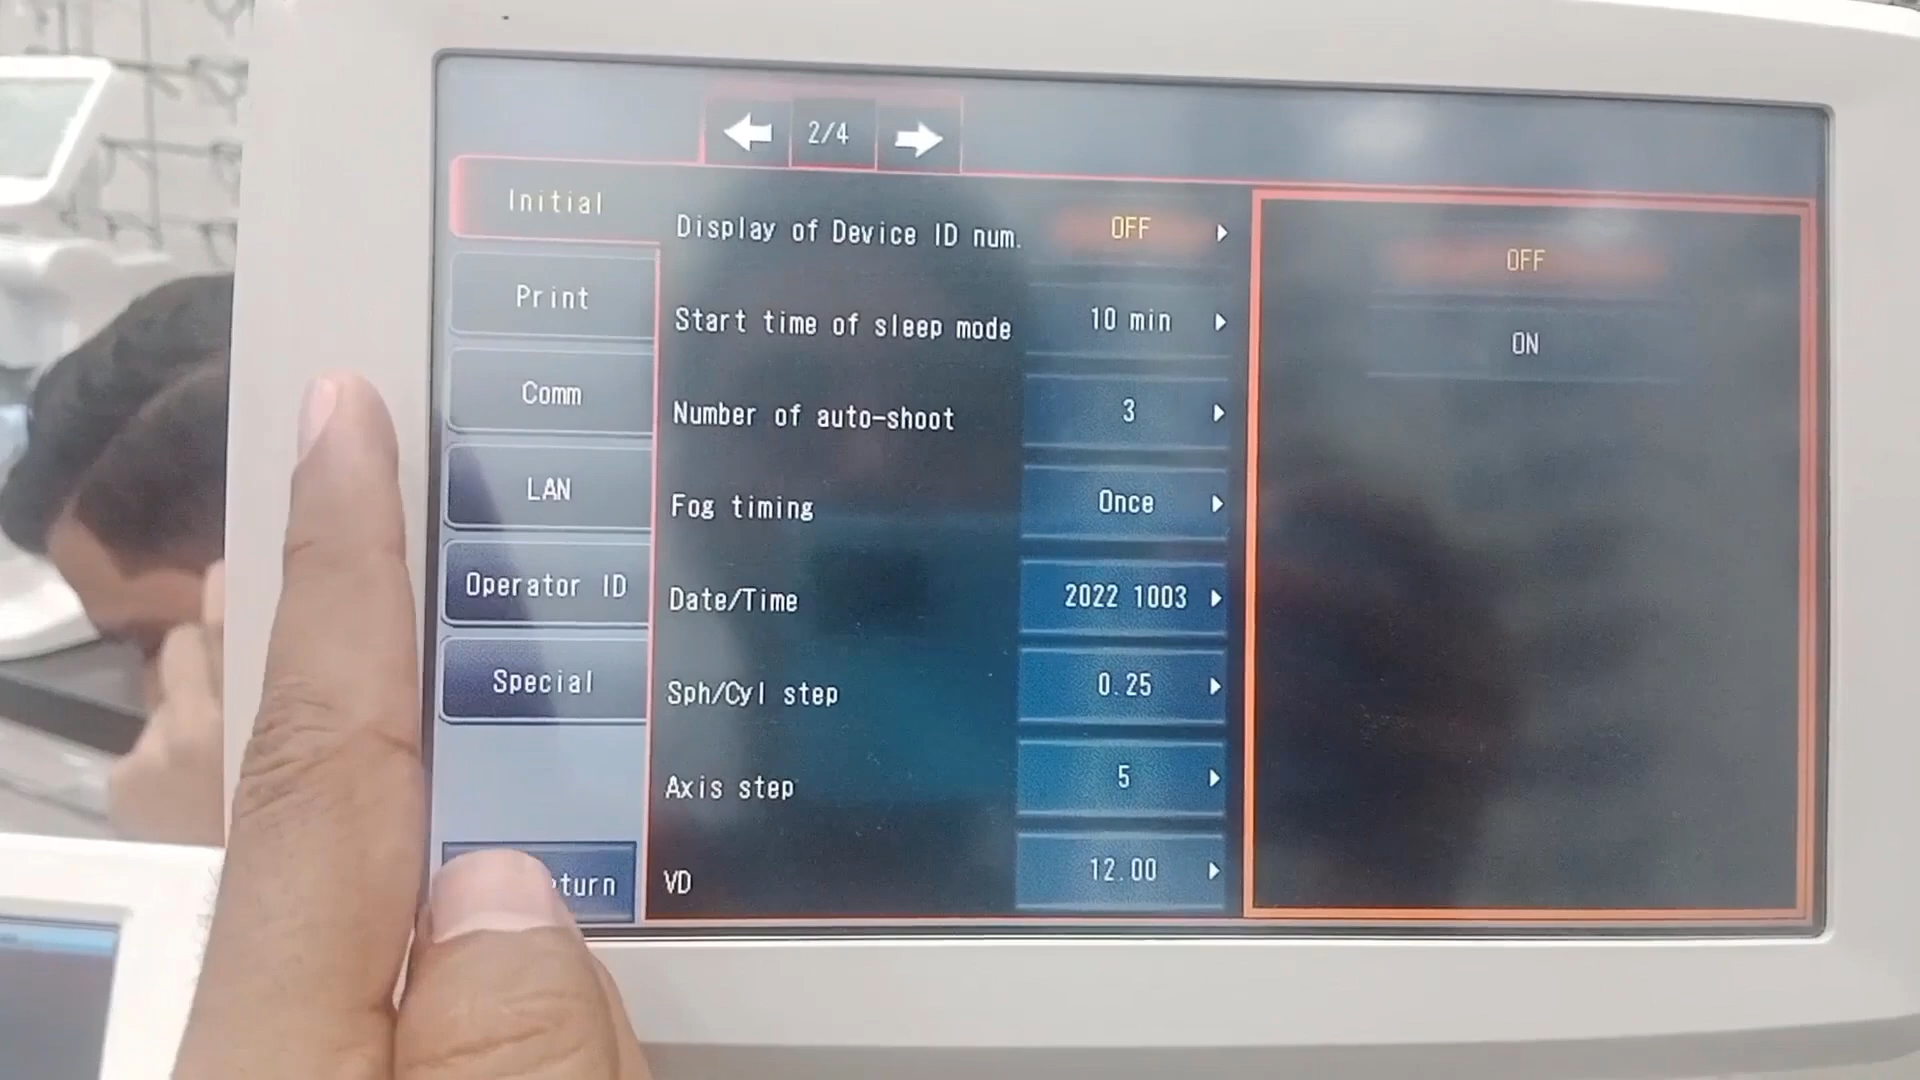 2/4
Initial
Print
Comm
LAN
Operator ID
Special
eturn
Display of Device ID num. OFF
Start time of sleep mode 10 min
Number of auto-shoot 3
Fog timing Once
Date/Time 2022 1003
Sph/Cyl step 0.25
Axis step 5
VD 12.00
OFF
ON